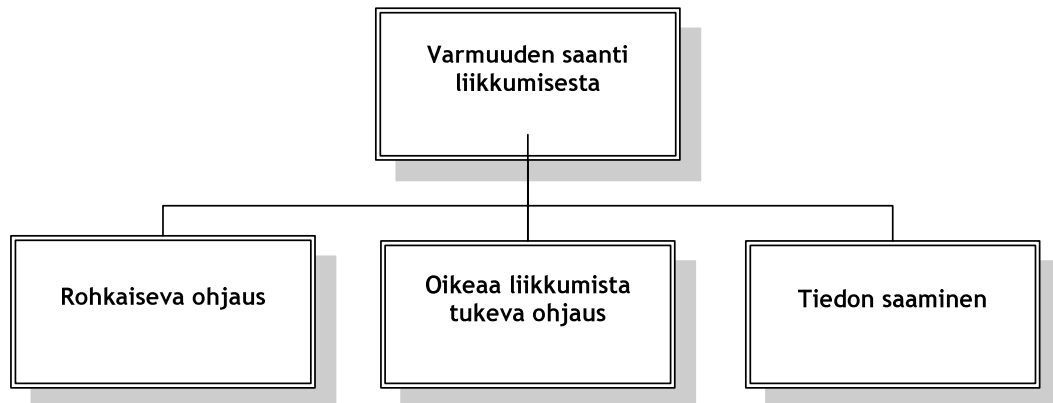 Varmuuden saanti
liikkumisesta
Rohkaiseva ohjaus
Oikeaa liikkumista
tukeva ohjaus
Tiedon saaminen